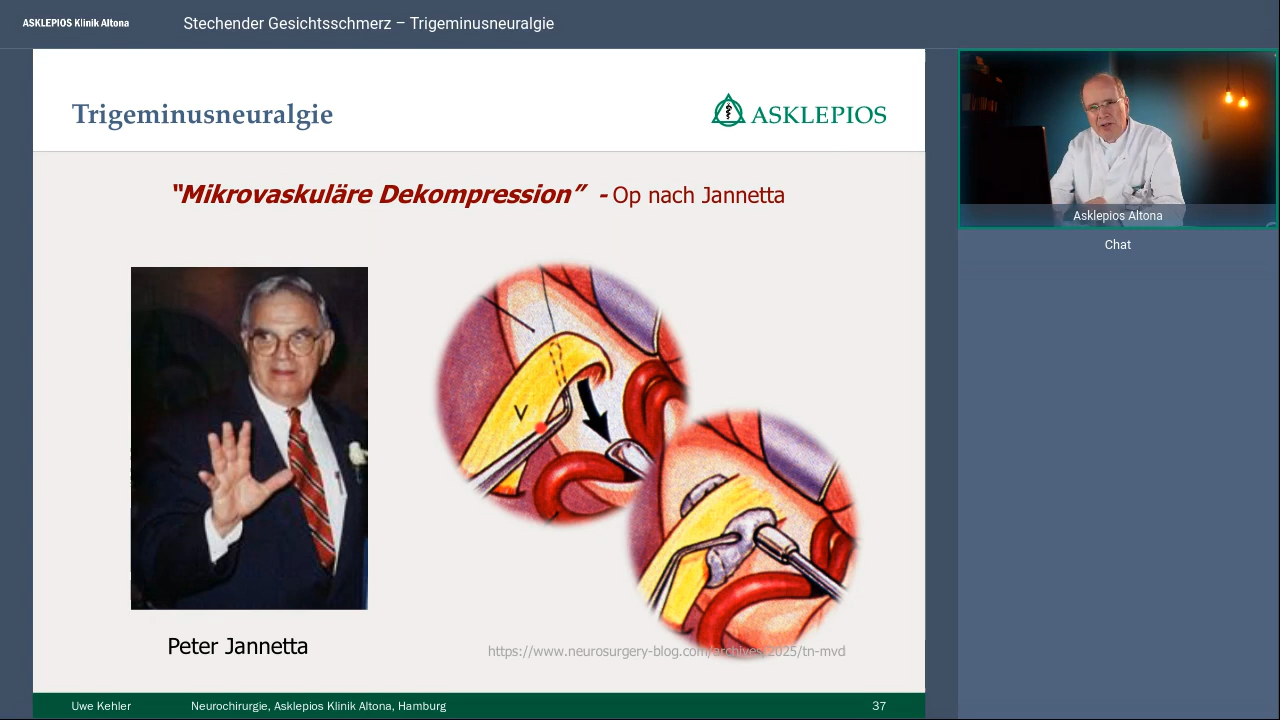 ASKLEPIOS Klinik Altona
Stechender Gesichtsschmerz – Trigeminusneuralgie
Trigeminusneuralgie
ASKLEPIOS
“Mikrovaskuläre Dekompression” - Op nach Jannetta
V
Asklepios Altona
Chat
Peter Jannetta
https://www.neurosurgery-blog.com/archives/2025/tn-mvd
Uwe Kehler Neurochirurgie, Asklepios Klinik Altona, Hamburg 37